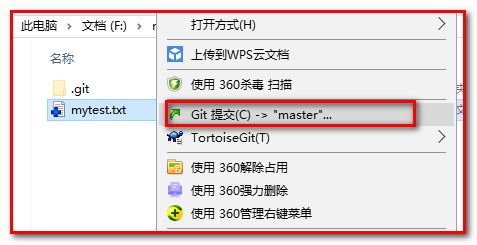 此电脑 › 文档 (F:) ›
打开方式(H)
上传到WPS云文档
名称
使用 360杀毒 扫描
.git
mytest.txt
Git 提交(C) -> "master"...
TortoiseGit(T)
使用 360解除占用
使用 360强力删除
使用 360管理右键菜单